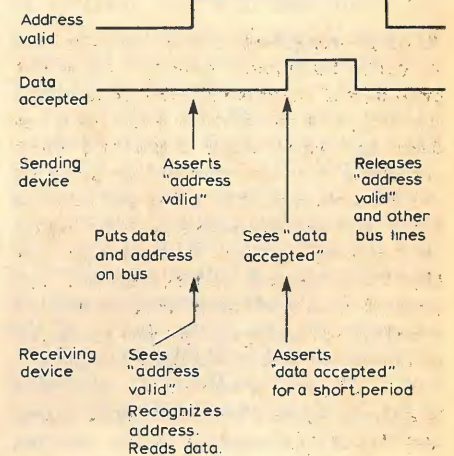 Address
valid
Data
accepted
Sending
device
Asserts
"address
valid"
Releases
"address
valid"
and other
bus lines
Puts data
and address
on bus
Sees "data
accepted"
Receiving
device
Sees
"address
valid"
Recognizes
address.
Reads data.
Asserts
"data accepted"
for a short period